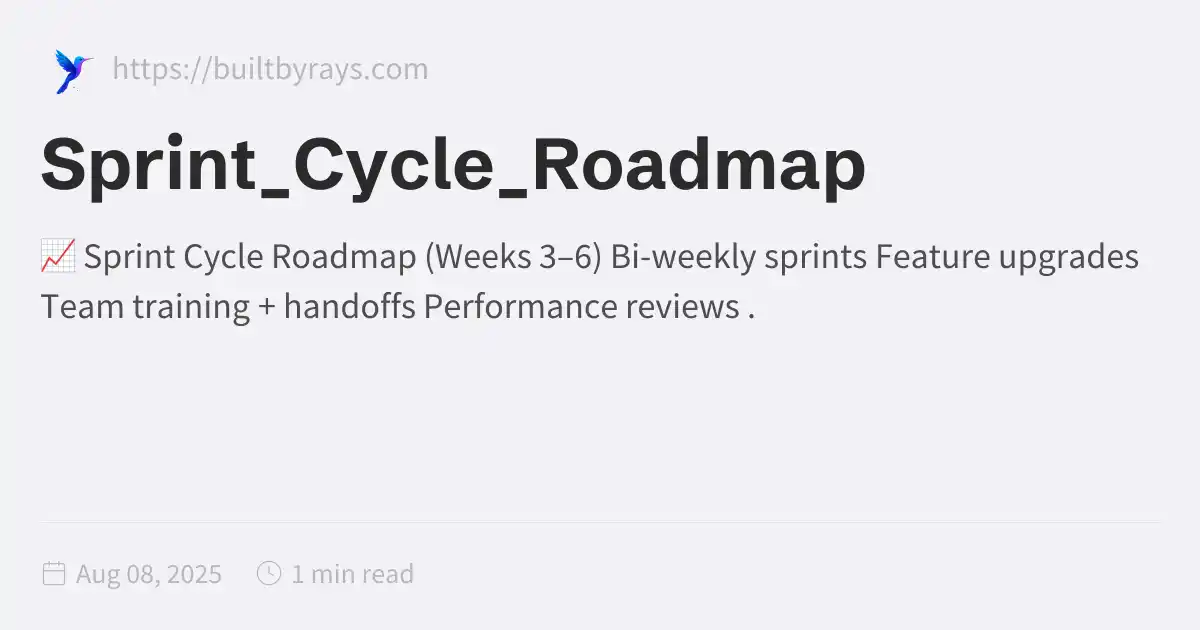 https://builtbyrays.com
Sprint_Cycle_Roadmap
📈 Sprint Cycle Roadmap (Weeks 3–6) Bi-weekly sprints Feature upgrades
Team training + handoffs Performance reviews .
Aug 08, 2025 1 min read